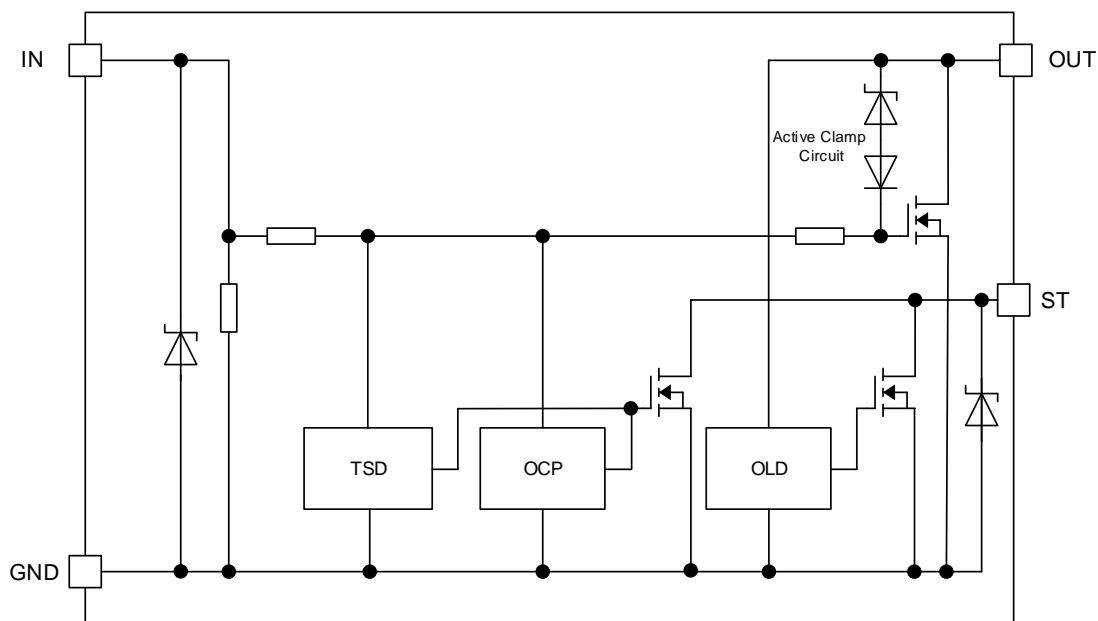 IN
OUT
Active Clamp
Circuit
ST
TSD
OCP
OLD
GND